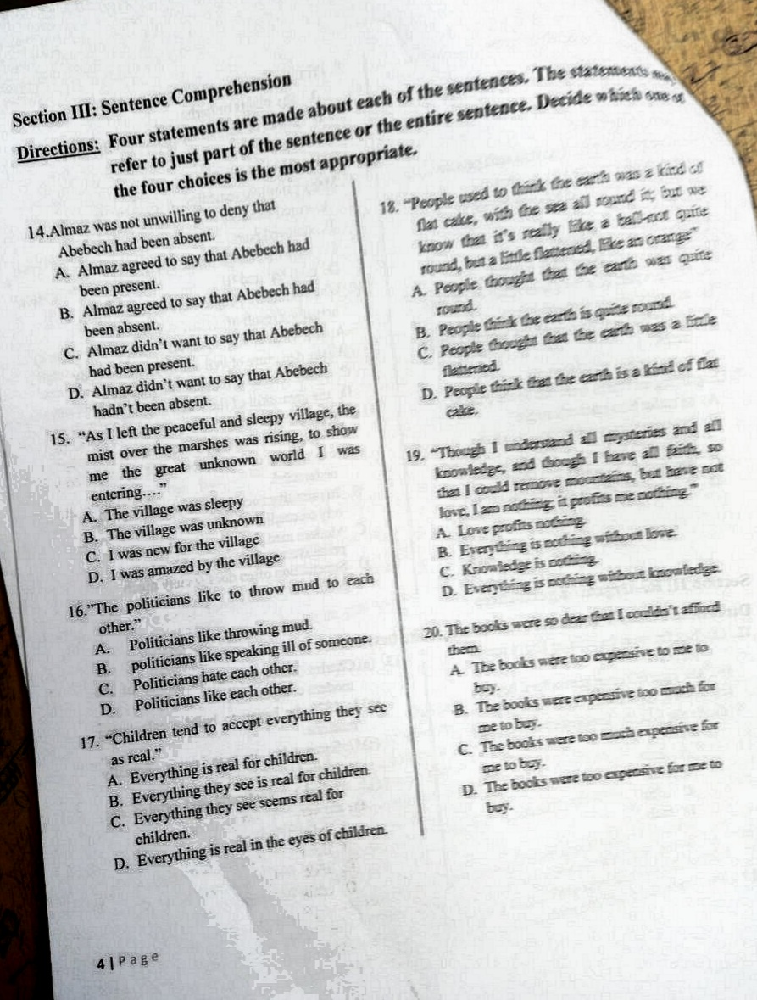 Section III: Sentence Comprehension
Directions: Four statements are made about each of the sentences. The statements may
refer to just part of the sentence or the entire sentence. Decide which one of
the four choices is the most appropriate.
14.Almaz was not unwilling to deny that
Abebech had been absent.
A. Almaz agreed to say that Abebech had
been present.
B. Almaz agreed to say that Abebech had
been absent.
C. Almaz didn't want to say that Abebech
had been present.
D. Almaz didn't want to say that Abebech
hadn't been absent.
15. “As I left the peaceful and sleepy village, the
mist over the marshes was rising, to show
me the great unknown world I was
entering….”
A. The village was sleepy
B. The village was unknown
C. I was new for the village
D. I was amazed by the village
16.”The politicians like to throw mud to each
other.”
A. Politicians like throwing mud.
B. politicians like speaking ill of someone.
C. Politicians hate each other.
D. Politicians like each other.
17. “Children tend to accept everything they see
as real.”
A. Everything is real for children.
B. Everything they see is real for children.
C. Everything they see seems real for
children.
D. Everything is real in the eyes of children.
18. “People used to think the earth was a kind of
flat cake, with the sea all round it; but we
know that it's really like a ball-not quite
round, but a little flattened, like an orange”
A. People thought that the earth was quite
round.
B. People think the earth is quite round.
C. People thought that the earth was a little
flattened.
D. People think that the earth is a kind of flat
cake.
19. “Though I understand all mysteries and all
knowledge, and though I have all faith, so
that I could remove mountains, but have not
love, I am nothing; it profits me nothing.”
A. Love profits nothing.
B. Everything is nothing without love.
C. Knowledge is nothing.
D. Everything is nothing without knowledge.
20. The books were so dear that I couldn't afford
them.
A. The books were too expensive to me to
buy.
B. The books were expensive too much for
me to buy.
C. The books were too much expensive for
me to buy.
D. The books were too expensive for me to
buy.
4 | Page